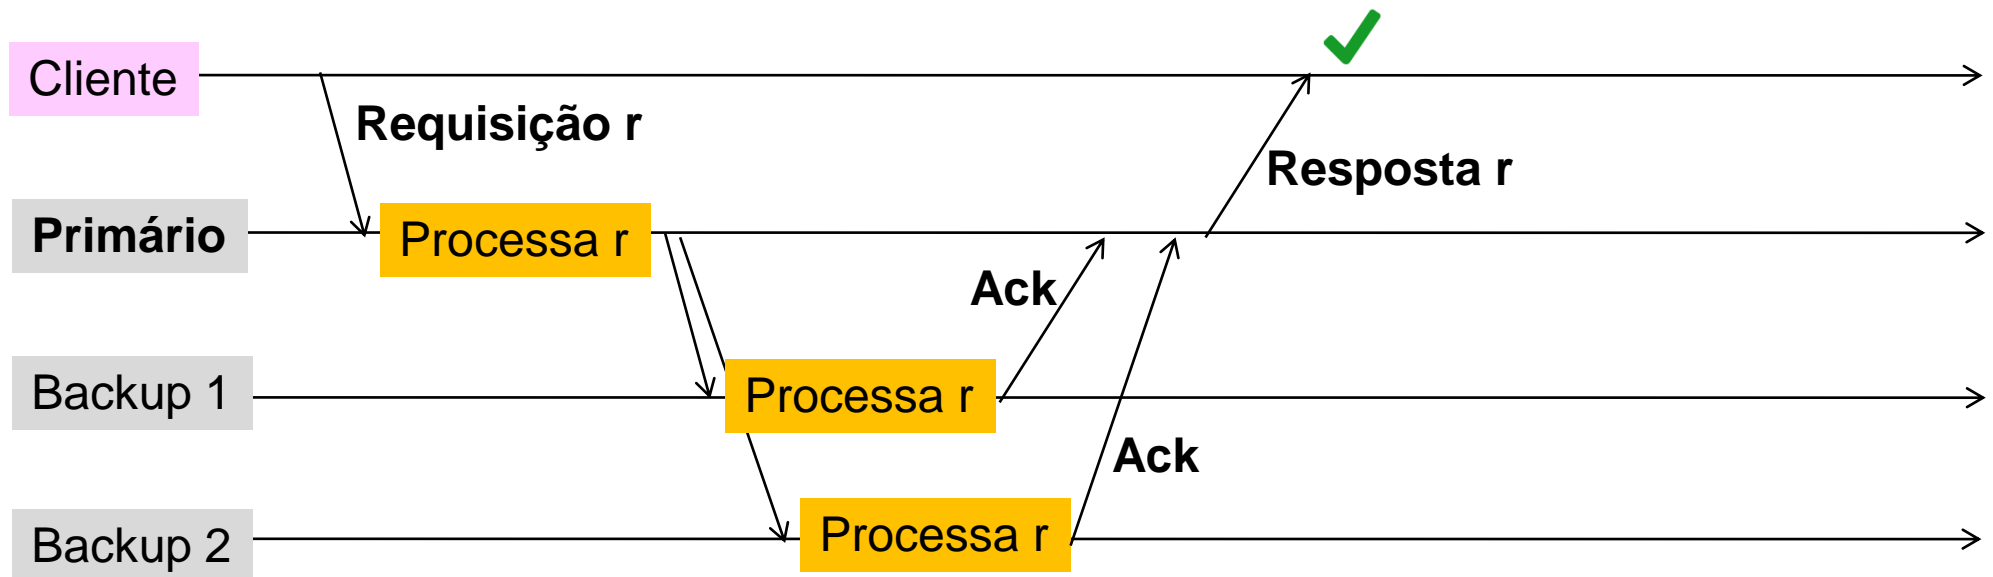 Cliente
Requisição r
Resposta r
Primário
Processa r
Ack
Backup 1
Processa r
Ack
Backup 2
Processa r